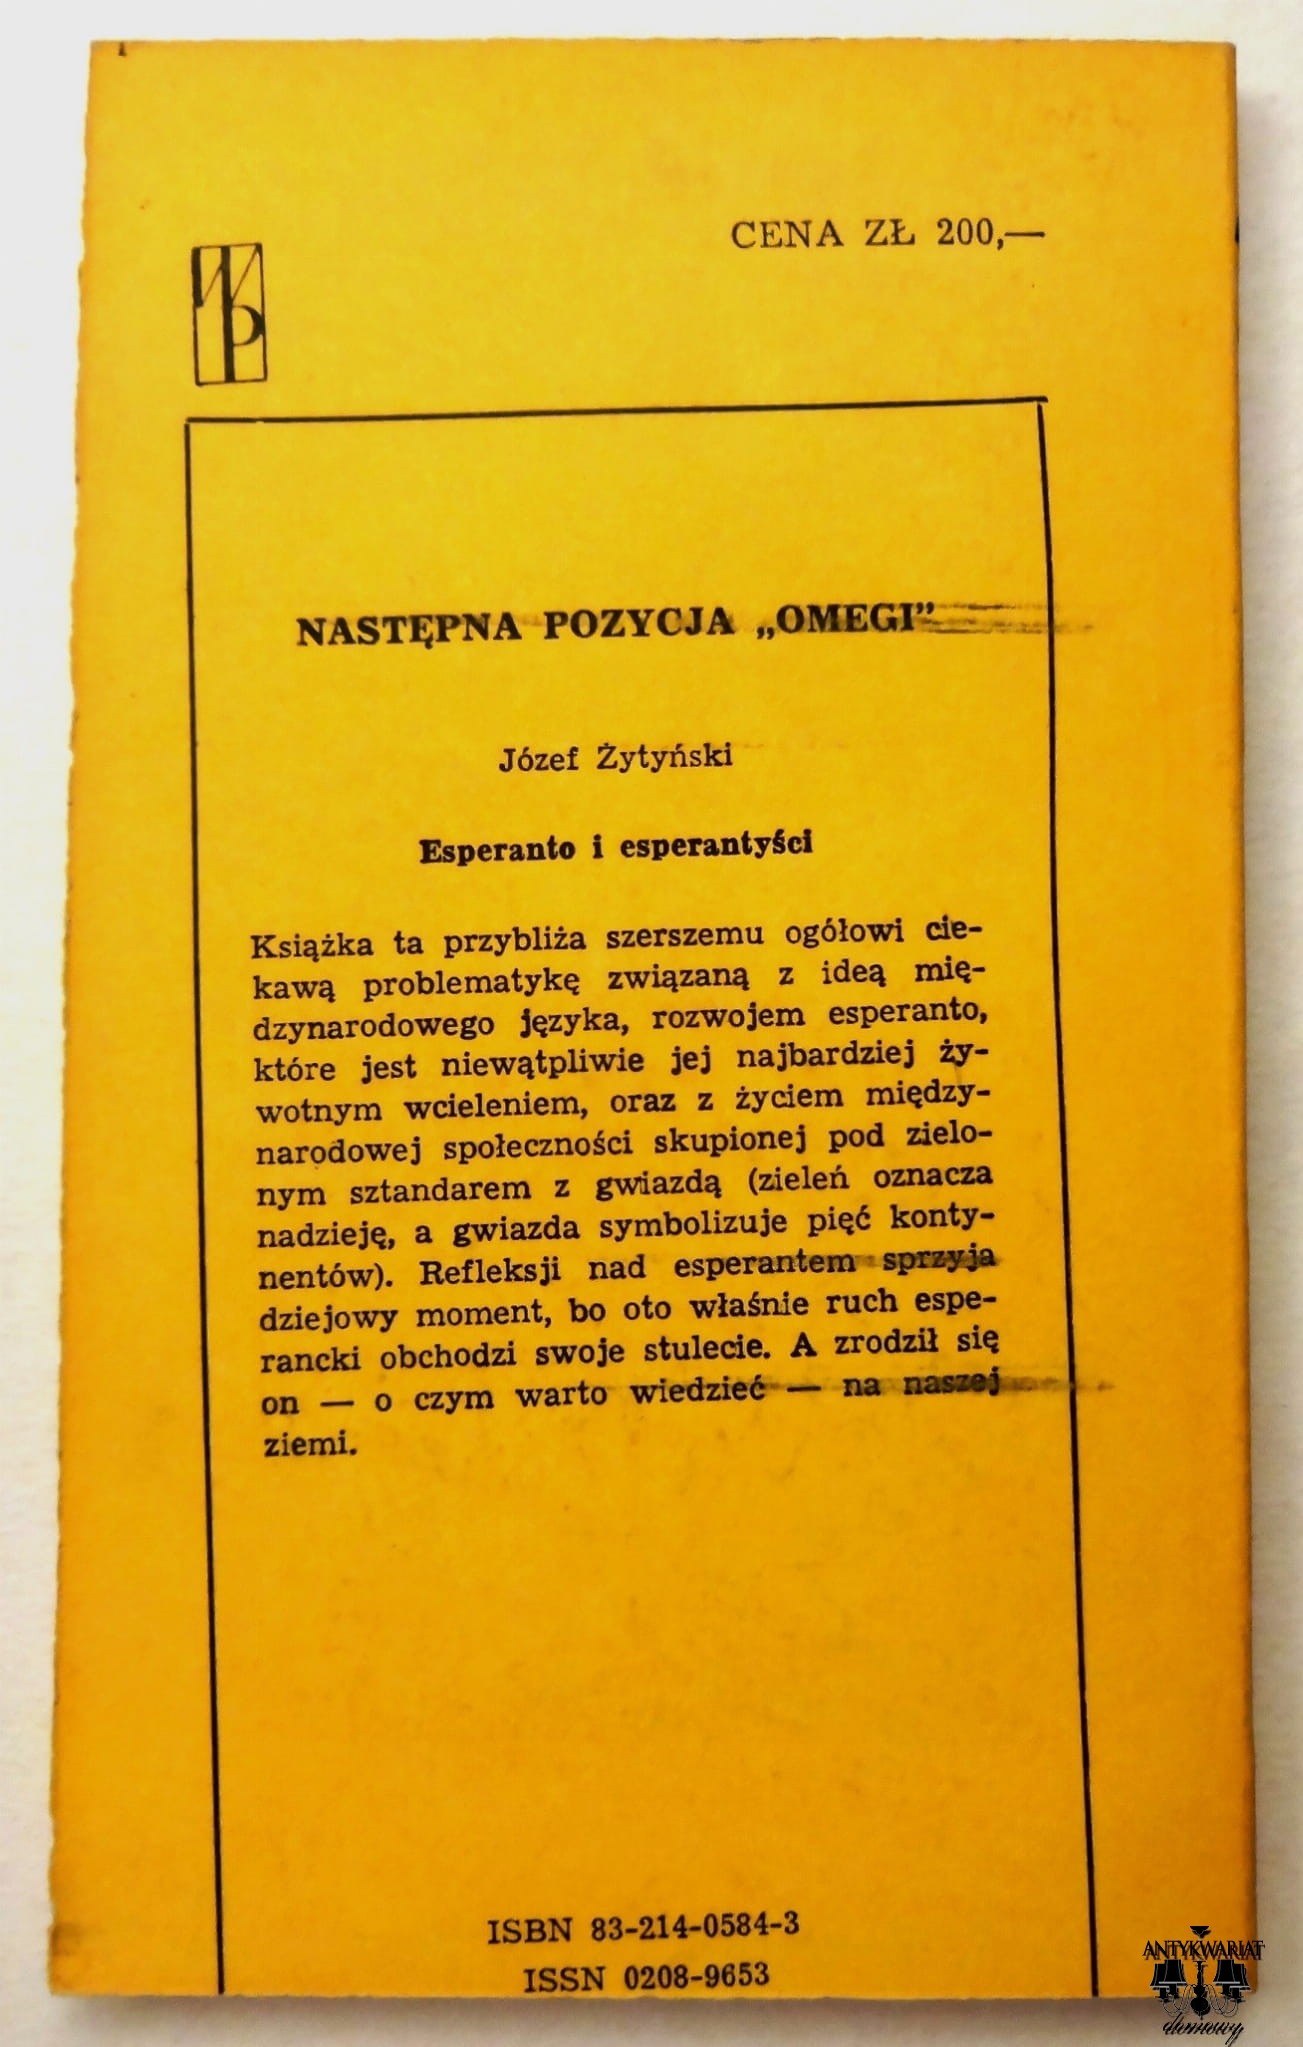 CENA ZŁ 200,—
WP
NASTĘPNA POZYCJA „OMEGI”
Józef Żytyński
Esperanto i esperantyści
Książka ta przybliża szerszemu ogółowi cie-
kawą problematykę związaną z ideą mię-
dzynarodowego języka, rozwojem esperanto,
które jest niewątpliwie jej najbardziej ży-
wotnym wcieleniem, oraz z życiem między-
narodowej społeczności skupionej pod zielo-
nym sztandarem z gwiazdą (zieleń oznacza
nadzieję, a gwiazda symbolizuje pięć konty-
nentów). Refleksji nad esperantem sprzyja
dziejowy moment, bo oto właśnie ruch espe-
rancki obchodzi swoje stulecie. A zrodził się
on — o czym warto wiedzieć — na naszej
ziemi.
ISBN 83-214-0584-3
ISSN 0208-9653
ANTYKWARIAT
domowy